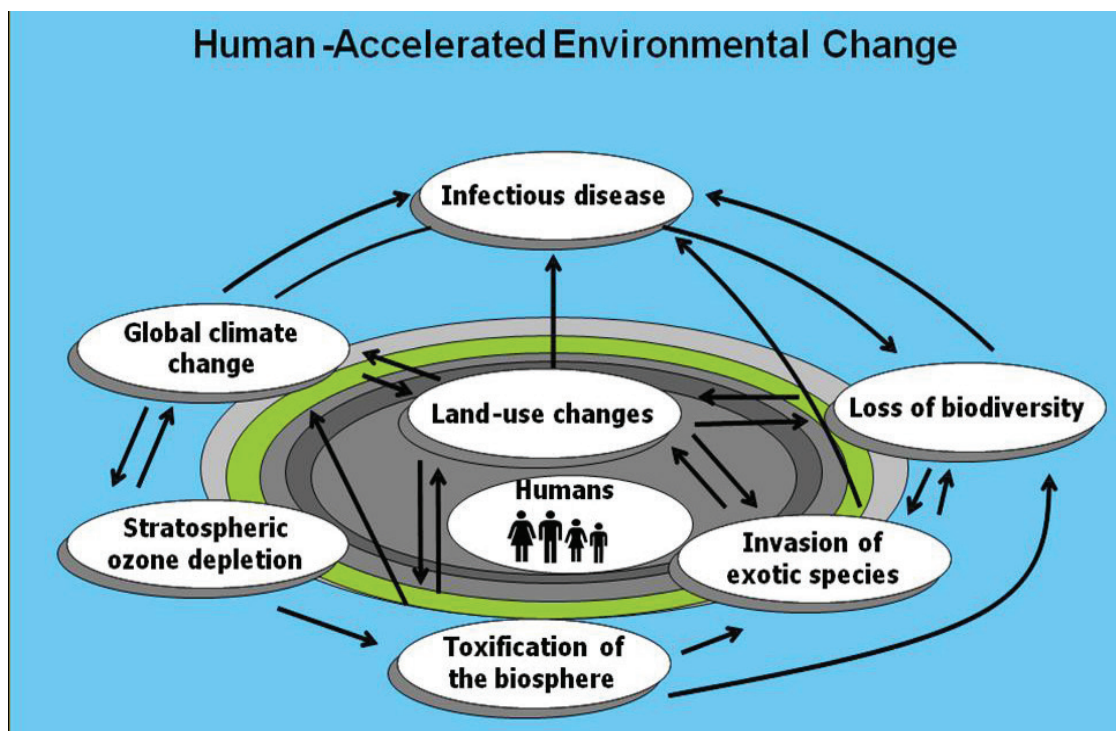 Human-Accelerated Environmental Change
Infectious disease
Global climate
change
Land-use changes
Loss of biodiversity
Humans
Stratospheric
ozone depletion
Invasion of
exotic species
Toxification of
the biosphere